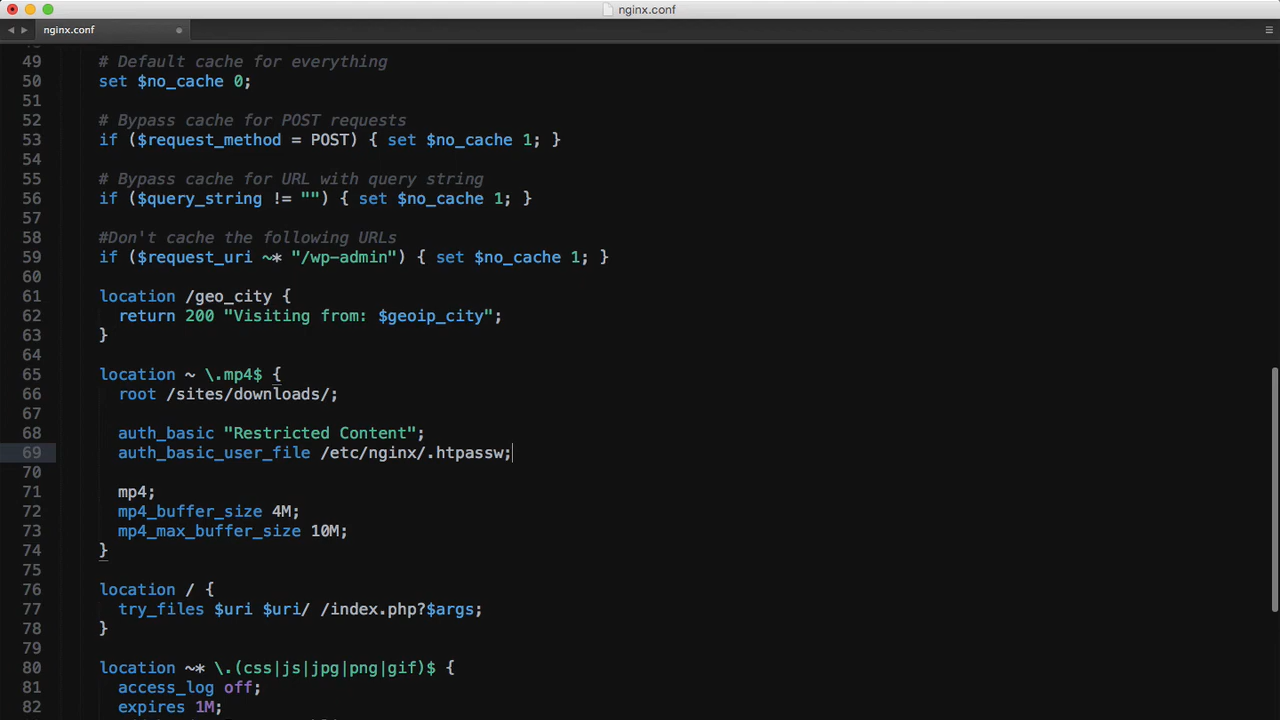 nginx.conf
nginx.conf
49 # Default cache for everything
50 set $no_cache 0;
51
52 # Bypass cache for POST requests
53 if ($request_method = POST) { set $no_cache 1; }
54
55 # Bypass cache for URL with query string
56 if ($query_string != "") { set $no_cache 1; }
57
58 #Don't cache the following URLs
59 if ($request_uri ~* "/wp-admin") { set $no_cache 1; }
60
61 location /geo_city {
62 return 200 "Visiting from: $geoip_city";
63 }
64
65 location ~ \.mp4$ {
66 root /sites/downloads/;
67
68 auth_basic "Restricted Content";
69 auth_basic_user_file /etc/nginx/.htpassw;
70
71 mp4;
72 mp4_buffer_size 4M;
73 mp4_max_buffer_size 10M;
74 }
75
76 location / {
77 try_files $uri $uri/ /index.php?$args;
78 }
79
80 location ~* \.(css|js|jpg|png|gif)$ {
81 access_log off;
82 expires 1M;